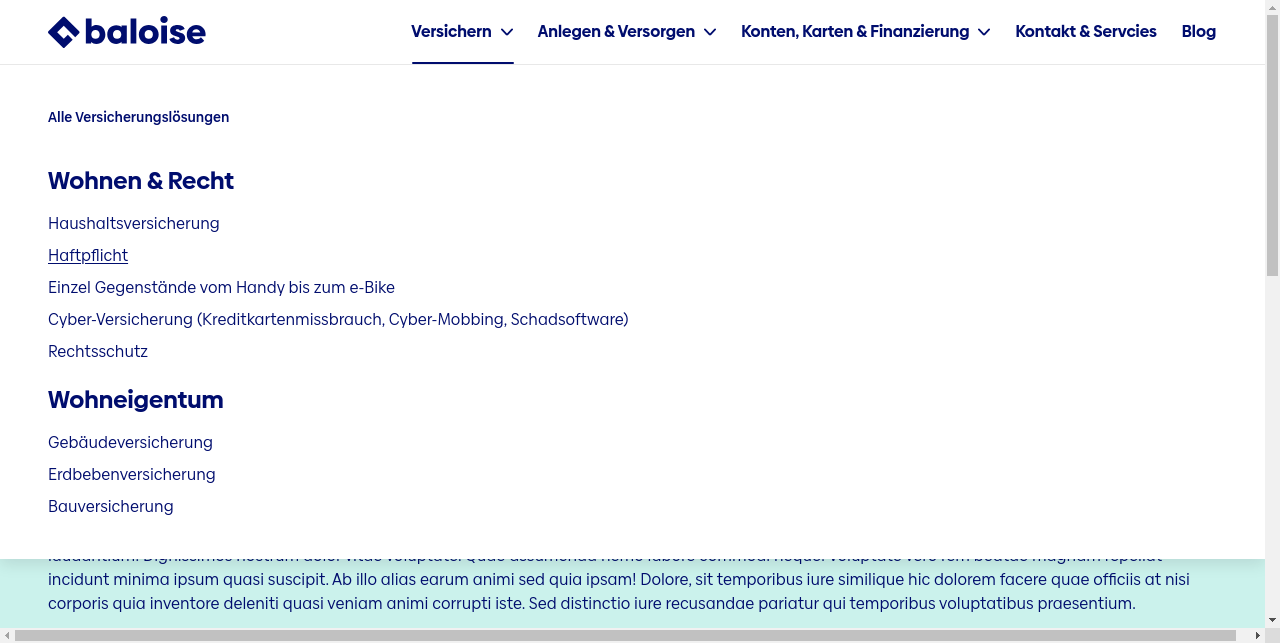 baloise
Versichern
Anlegen & Versorgen
Konten, Karten & Finanzierung
Kontakt & Servcies
Blog
Alle Versicherungslösungen
Wohnen & Recht
Haushaltsversicherung
Haftpflicht
Einzel Gegenstände vom Handy bis zum e-Bike
Cyber-Versicherung (Kreditkartenmissbrauch, Cyber-Mobbing, Schadsoftware)
Rechtsschutz
Wohneigentum
Gebäudeversicherung
Erdbebenversicherung
Bauversicherung
incidunt minima ipsum quasi suscipit. Ab illo alias earum animi sed quia ipsam! Dolore, sit temporibus iure similique hic dolorem facere quae officiis at nisi
corporis quia inventore deleniti quasi veniam animi corrupti iste. Sed distinctio iure recusandae pariatur qui temporibus voluptatibus praesentium.